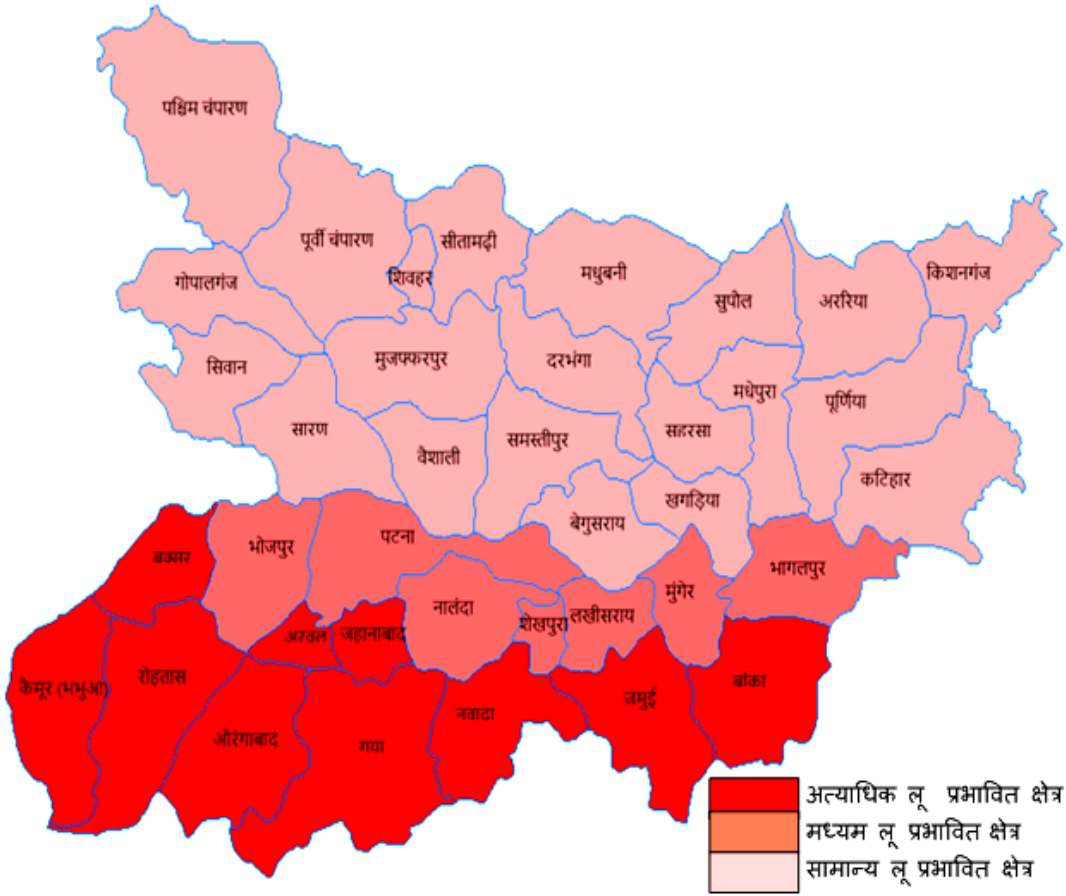 पश्चिम चंपारण
पूर्वी चंपारण
सीतामढ़ी
शिवहर
मधुबनी
गोपालगंज
सुपौल
अररिया
किशनगंज
सिवान
मुजफ्फरपुर
दरभंगा
मधेपुरा
पूर्णिया
सारण
वैशाली
समस्तीपुर
सहरसा
कटिहार
खगड़िया
बेगुसराय
बक्सर
भोजपुर
पटना
भागलपुर
मुंगेर
नालंदा
शेखपुरा
लखीसराय
अरवल
जहानाबाद
कैमूर (भभुआ)
रोहतास
औरंगाबाद
गया
नवादा
जमुई
बांका
अत्याधिक लू प्रभावित क्षेत्र
मध्यम लू प्रभावित क्षेत्र
सामान्य लू प्रभावित क्षेत्र